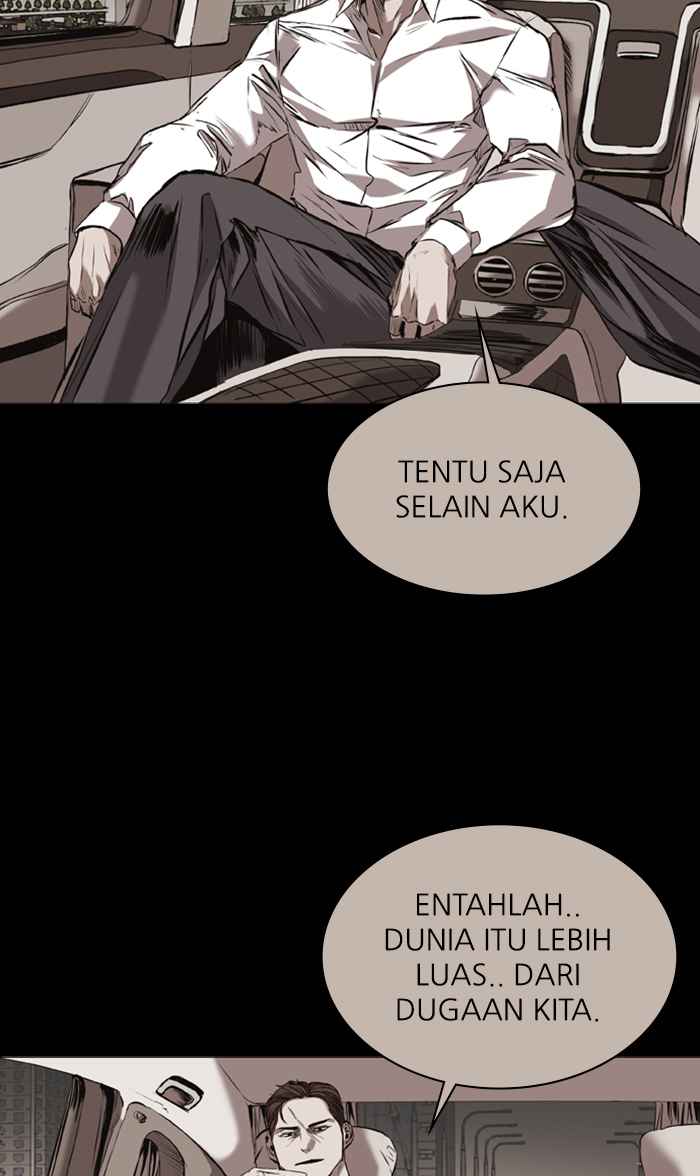 TENTU SAJA
SELAIN AKU.
ENTAHLAH..
DUNIA ITU LEBIH
LUAS.. DARI
DUGAAN KITA.